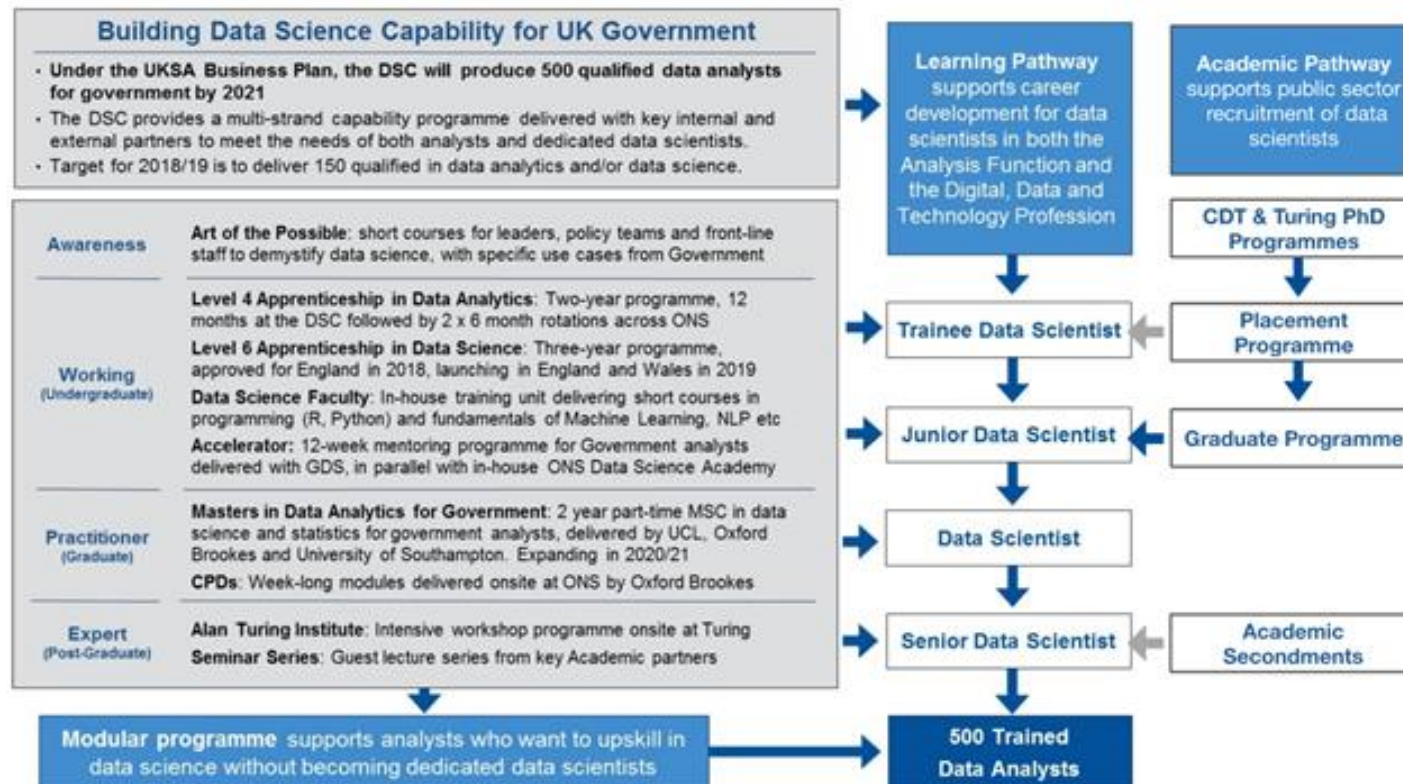 Building Data Science Capability for UK Government
• Under the UKSA Business Plan, the DSC will produce 500 qualified data analysts
for government by 2021
• The DSC provides a multi-strand capability programme delivered with key internal and
external partners to meet the needs of both analysts and dedicated data scientists.
• Target for 2018/19 is to deliver 150 qualified in data analytics and/or data science.
Learning Pathway
supports career
development for data
scientists in both the
Analysis Function and
the Digital, Data and
Technology Profession
Academic Pathway
supports public sector
recruitment of data
scientists
Awareness
Art of the Possible: short courses for leaders, policy teams and front-line
staff to demystify data science, with specific use cases from Government
Working
(Undergraduate)
Level 4 Apprenticeship in Data Analytics: Two-year programme, 12
months at the DSC followed by 2 x 6 month rotations across ONS
Level 6 Apprenticeship in Data Science: Three-year programme,
approved for England in 2018, launching in England and Wales in 2019
Data Science Faculty: In-house training unit delivering short courses in
programming (R, Python) and fundamentals of Machine Learning, NLP etc
Accelerator: 12-week mentoring programme for Government analysts
delivered with GDS, in parallel with in-house ONS Data Science Academy
Practitioner
(Graduate)
Masters in Data Analytics for Government: 2 year part-time MSC in data
science and statistics for government analysts, delivered by UCL, Oxford
Brookes and University of Southampton. Expanding in 2020/21
CPDs: Week-long modules delivered onsite at ONS by Oxford Brookes
Expert
(Post-Graduate)
Alan Turing Institute: Intensive workshop programme onsite at Turing
Seminar Series: Guest lecture series from key Academic partners
CDT & Turing PhD
Programmes
Trainee Data Scientist
Placement
Programme
Junior Data Scientist
Graduate Programme
Data Scientist
Senior Data Scientist
Academic
Secondments
Modular programme supports analysts who want to upskill in
data science without becoming dedicated data scientists
500 Trained
Data Analysts